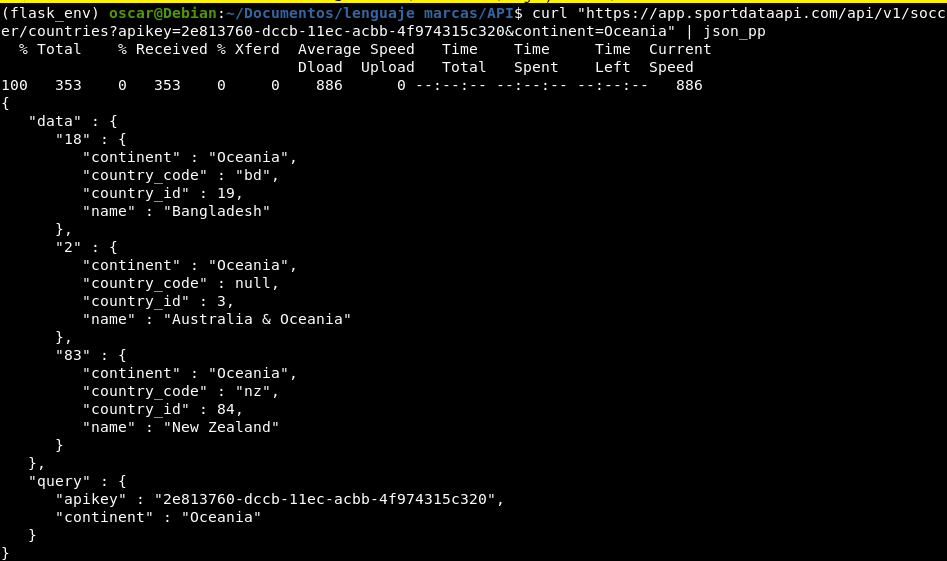 (flask_env) oscar@Debian:~/Documentos/lenguaje marcas/API$ curl "https://app.sportdataapi.com/api/v1/socc
er/countries?apikey=2e813760-dccb-11ec-acbb-4f974315c320&continent=Oceania" | json_pp
  % Total    % Received % Xferd  Average Speed   Time    Time     Time  Current
                                 Dload  Upload   Total   Spent    Left  Speed
100   353    0   353    0     0    886      0 --:--:-- --:--:-- --:--:--   886
{
   "data" : {
      "18" : {
         "continent" : "Oceania",
         "country_code" : "bd",
         "country_id" : 19,
         "name" : "Bangladesh"
      },
      "2" : {
         "continent" : "Oceania",
         "country_code" : null,
         "country_id" : 3,
         "name" : "Australia & Oceania"
      },
      "83" : {
         "continent" : "Oceania",
         "country_code" : "nz",
         "country_id" : 84,
         "name" : "New Zealand"
      }
   },
   "query" : {
      "apikey" : "2e813760-dccb-11ec-acbb-4f974315c320",
      "continent" : "Oceania"
   }
}